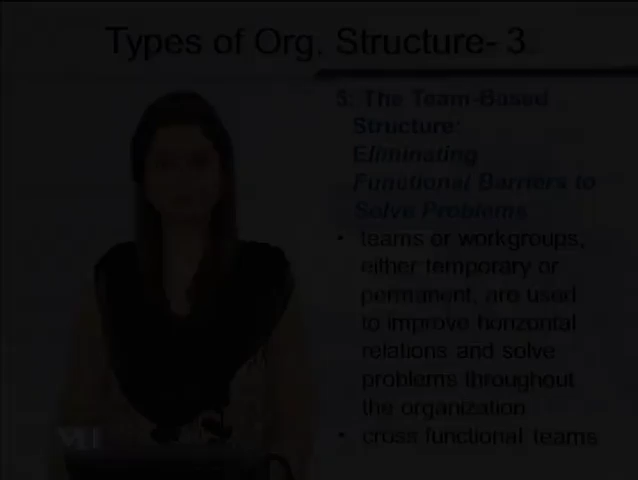 Types of Org. Structure- 3
5. The Team-Based
Structure:
Eliminating
Functional Barriers to
Solve Problems
• teams or workgroups,
either temporary or
permanent, are used
to improve horizontal
relations and solve
problems throughout
the organization
• cross functional teams